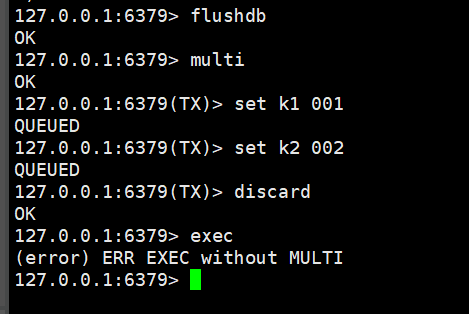 127.0.0.1:6379> flushdb
OK
127.0.0.1:6379> multi
OK
127.0.0.1:6379(TX)> set k1 001
QUEUED
127.0.0.1:6379(TX)> set k2 002
QUEUED
127.0.0.1:6379(TX)> discard
OK
127.0.0.1:6379> exec
(error) ERR EXEC without MULTI
127.0.0.1:6379>